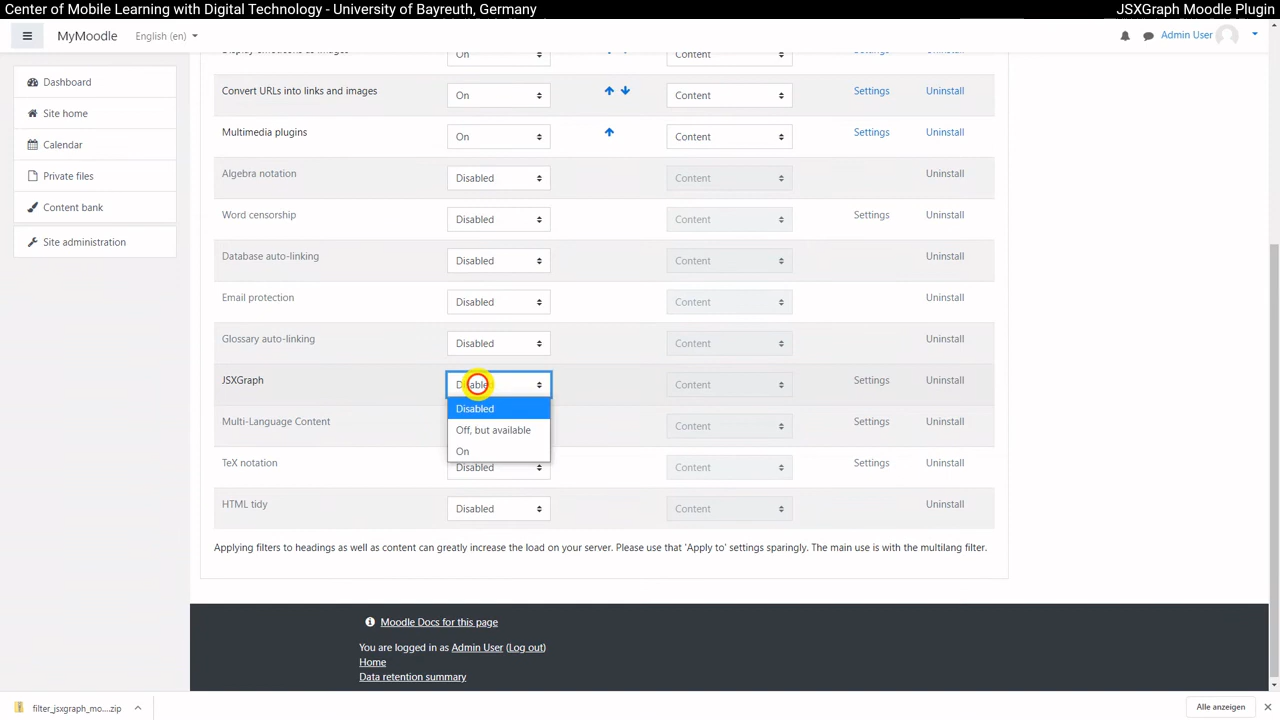 Center of Mobile Learning with Digital Technology - University of Bayreuth, Germany JSXGraph Moodle Plugin
MyMoodle English (en) Admin User
Dashboard
Site home
Calendar
Private files
Content bank
Site administration
Display emoticons as images On Content Settings Uninstall
Convert URLs into links and images On Content Settings Uninstall
Multimedia plugins On Content Settings Uninstall
Algebra notation Disabled Content Uninstall
Word censorship Disabled Content Settings Uninstall
Database auto-linking Disabled Content Uninstall
Email protection Disabled Content Uninstall
Glossary auto-linking Disabled Content Uninstall
JSXGraph Disabled Content Settings Uninstall
Disabled
Multi-Language Content Content Settings Uninstall
Off, but available
On
TeX notation Disabled Content Settings Uninstall
HTML tidy Disabled Content Uninstall
Applying filters to headings as well as content can greatly increase the load on your server. Please use that 'Apply to' settings sparingly. The main use is with the multilang filter.
Moodle Docs for this page
You are logged in as Admin User (Log out)
Home
Data retention summary
filter_jsxgraph_mo....zip Alle anzeigen